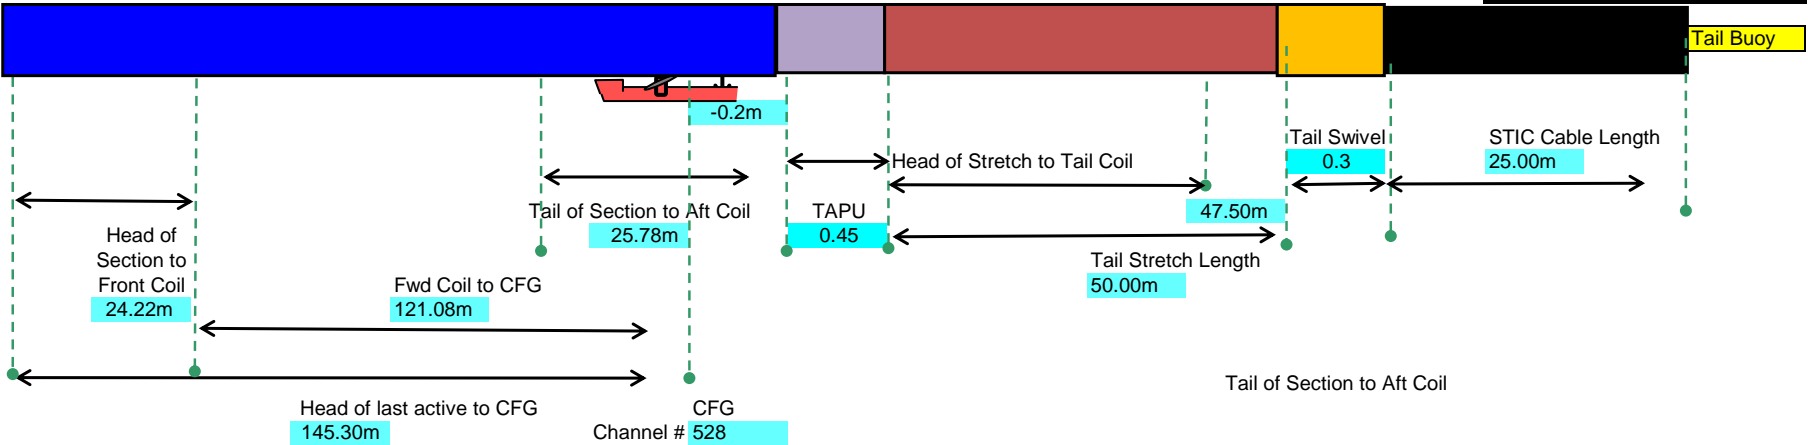 Tail Buoy
-0.2m
Tail Swivel
0.3
STIC Cable Length
25.00m
Head of Stretch to Tail Coil
47.50m
Tail of Section to Aft Coil
25.78m
TAPU
0.45
Head of
Section to
Front Coil
24.22m
Fwd Coil to CFG
121.08m
Tail Stretch Length
50.00m
Tail of Section to Aft Coil
Head of last active to CFG
145.30m
CFG
Channel # 528